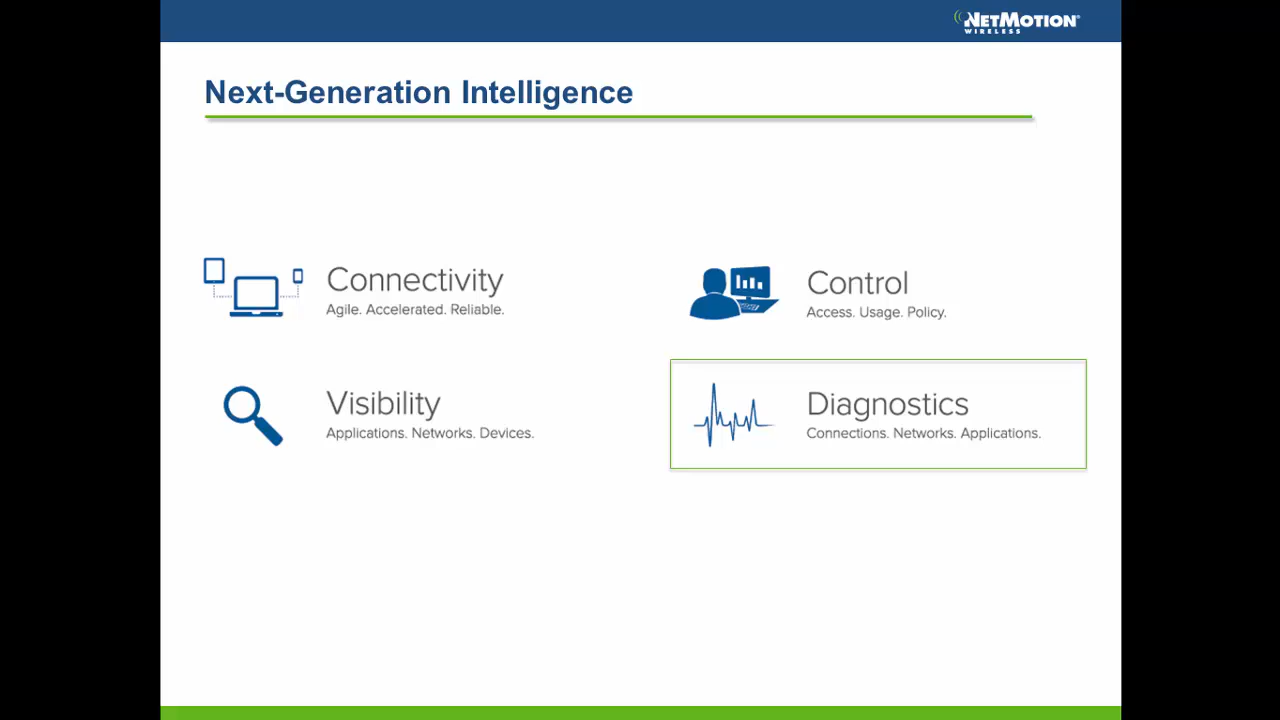 NETMOTION®
WIRELESS
Next-Generation Intelligence
Connectivity
Agile. Accelerated. Reliable.
Control
Access. Usage. Policy.
Visibility
Applications. Networks. Devices.
Diagnostics
Connections. Networks. Applications.